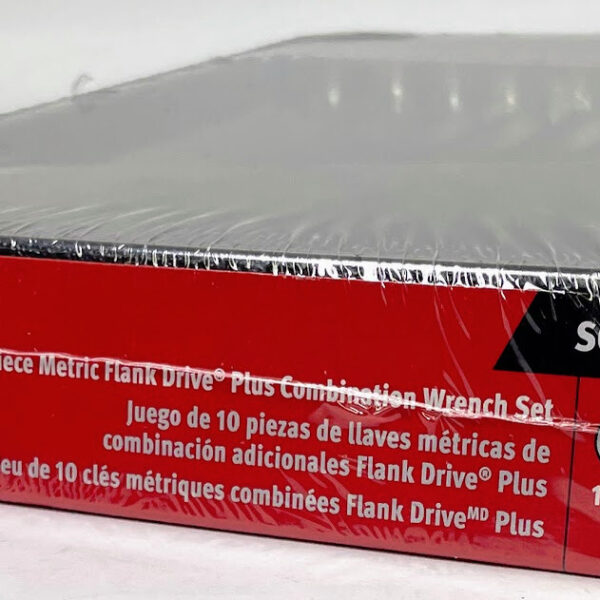 iece Metric Flank Drive® Plus Combination Wrench Set
Juego de 10 piezas de llaves métricas de
combinación adicionales Flank Drive® Plus
eu de 10 clés métriques combinées Flank Driveᴹᴰ Plus
S
1